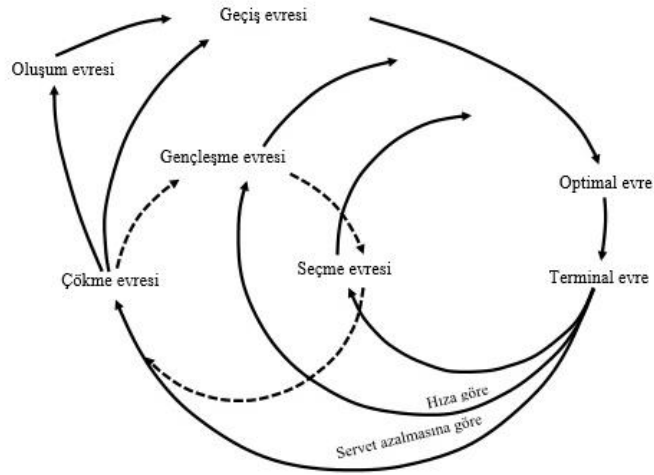 Geçiş evresi
Oluşum evresi
Gençleşme evresi
Optimal evre
Seçme evresi
Çökme evresi
Terminal evre
Hıza göre
Servet azalmasına göre